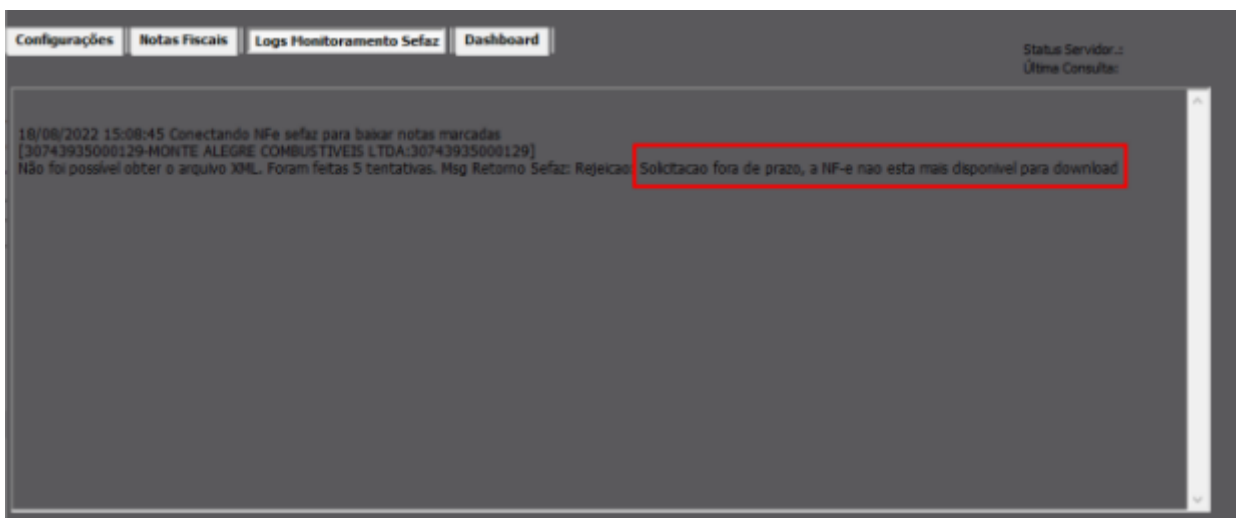 Configurações Notas Fiscais Logs Monitoramento Sefaz Dashboard
Status Servidor..:
Última Consulta:
18/08/2022 15:08:45 Conectando NFe sefaz para baixar notas marcadas
[30743935000129-MONTE ALEGRE COMBUSTIVEIS LTDA:30743935000129]
Não foi possível obter o arquivo XML. Foram feitas 5 tentativas. Msg Retorno Sefaz: Rejeicao: Solicitacao fora de prazo, a NF-e nao esta mais disponivel para download